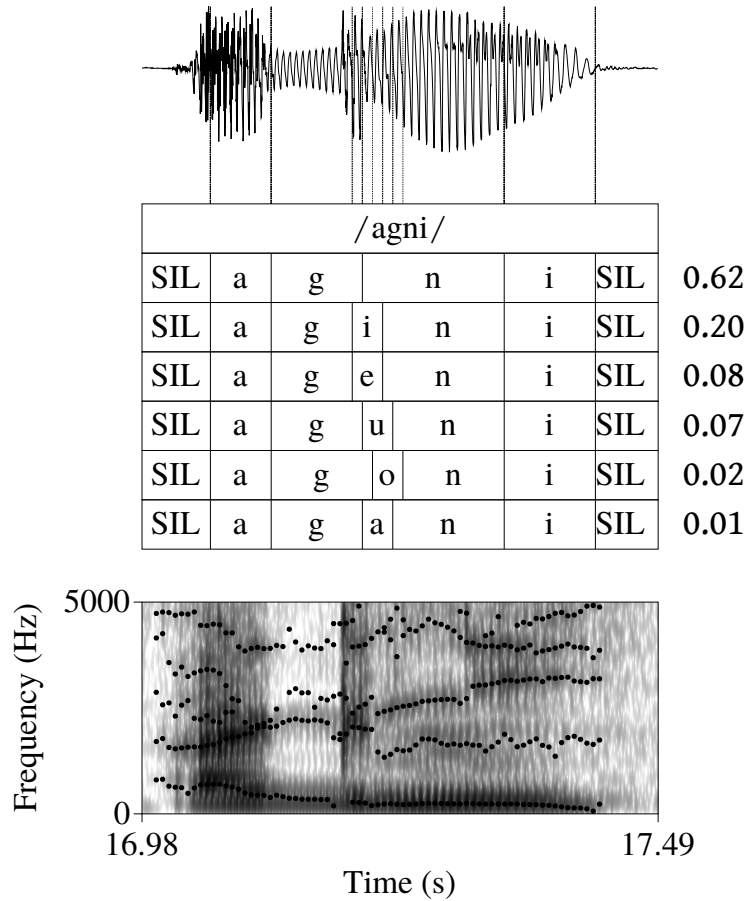 /agni/
SIL a g n i SIL 0.62
SIL a g i n i SIL 0.20
SIL a g e n i SIL 0.08
SIL a g u n i SIL 0.07
SIL a g o n i SIL 0.02
SIL a g a n i SIL 0.01
5000
Frequency (Hz)
0
16.98 17.49
Time (s)